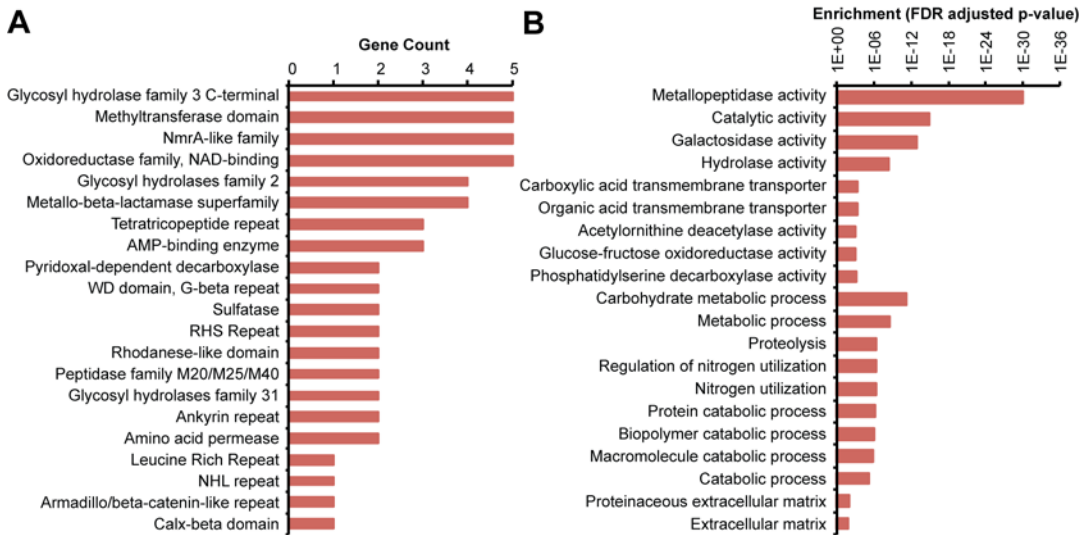 A
Gene Count
0 1 2 3 4 5
Glycosyl hydrolase family 3 C-terminal
Methyltransferase domain
NmrA-like family
Oxidoreductase family, NAD-binding
Glycosyl hydrolases family 2
Metallo-beta-lactamase superfamily
Tetratricopeptide repeat
AMP-binding enzyme
Pyridoxal-dependent decarboxylase
WD domain, G-beta repeat
Sulfatase
RHS Repeat
Rhodanese-like domain
Peptidase family M20/M25/M40
Glycosyl hydrolases family 31
Ankyrin repeat
Amino acid permease
Leucine Rich Repeat
NHL repeat
Armadillo/beta-catenin-like repeat
Calx-beta domain
B
Enrichment (FDR adjusted p-value)
1E+00 1E-06 1E-12 1E-18 1E-24 1E-30 1E-36
Metallopeptidase activity
Catalytic activity
Galactosidase activity
Hydrolase activity
Carboxylic acid transmembrane transporter
Organic acid transmembrane transporter
Acetylornithine deacetylase activity
Glucose-fructose oxidoreductase activity
Phosphatidylserine decarboxylase activity
Carbohydrate metabolic process
Metabolic process
Proteolysis
Regulation of nitrogen utilization
Nitrogen utilization
Protein catabolic process
Biopolymer catabolic process
Macromolecule catabolic process
Catabolic process
Proteinaceous extracellular matrix
Extracellular matrix